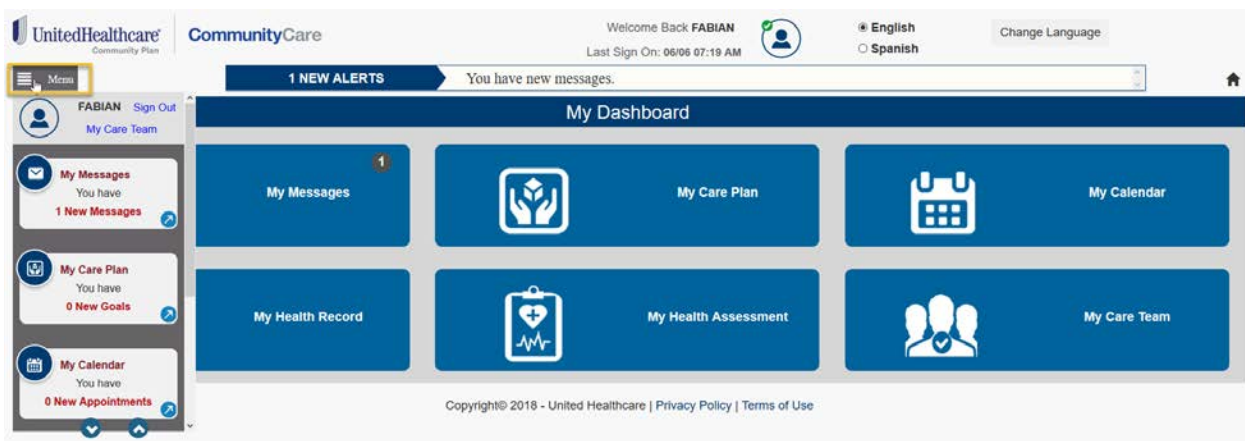 UnitedHealthcare®
Community Plan
CommunityCare
Welcome Back FABIAN
Last Sign On: 06/06 07:19 AM
English
Spanish
Change Language
Menu
1 NEW ALERTS
You have new messages.
FABIAN Sign Out
My Care Team
My Dashboard
My Messages
You have
1 New Messages
My Care Plan
You have
0 New Goals
My Calendar
You have
0 New Appointments
My Messages
1
My Care Plan
My Calendar
My Health Record
My Health Assessment
My Care Team
Copyright© 2018 - United Healthcare | Privacy Policy | Terms of Use